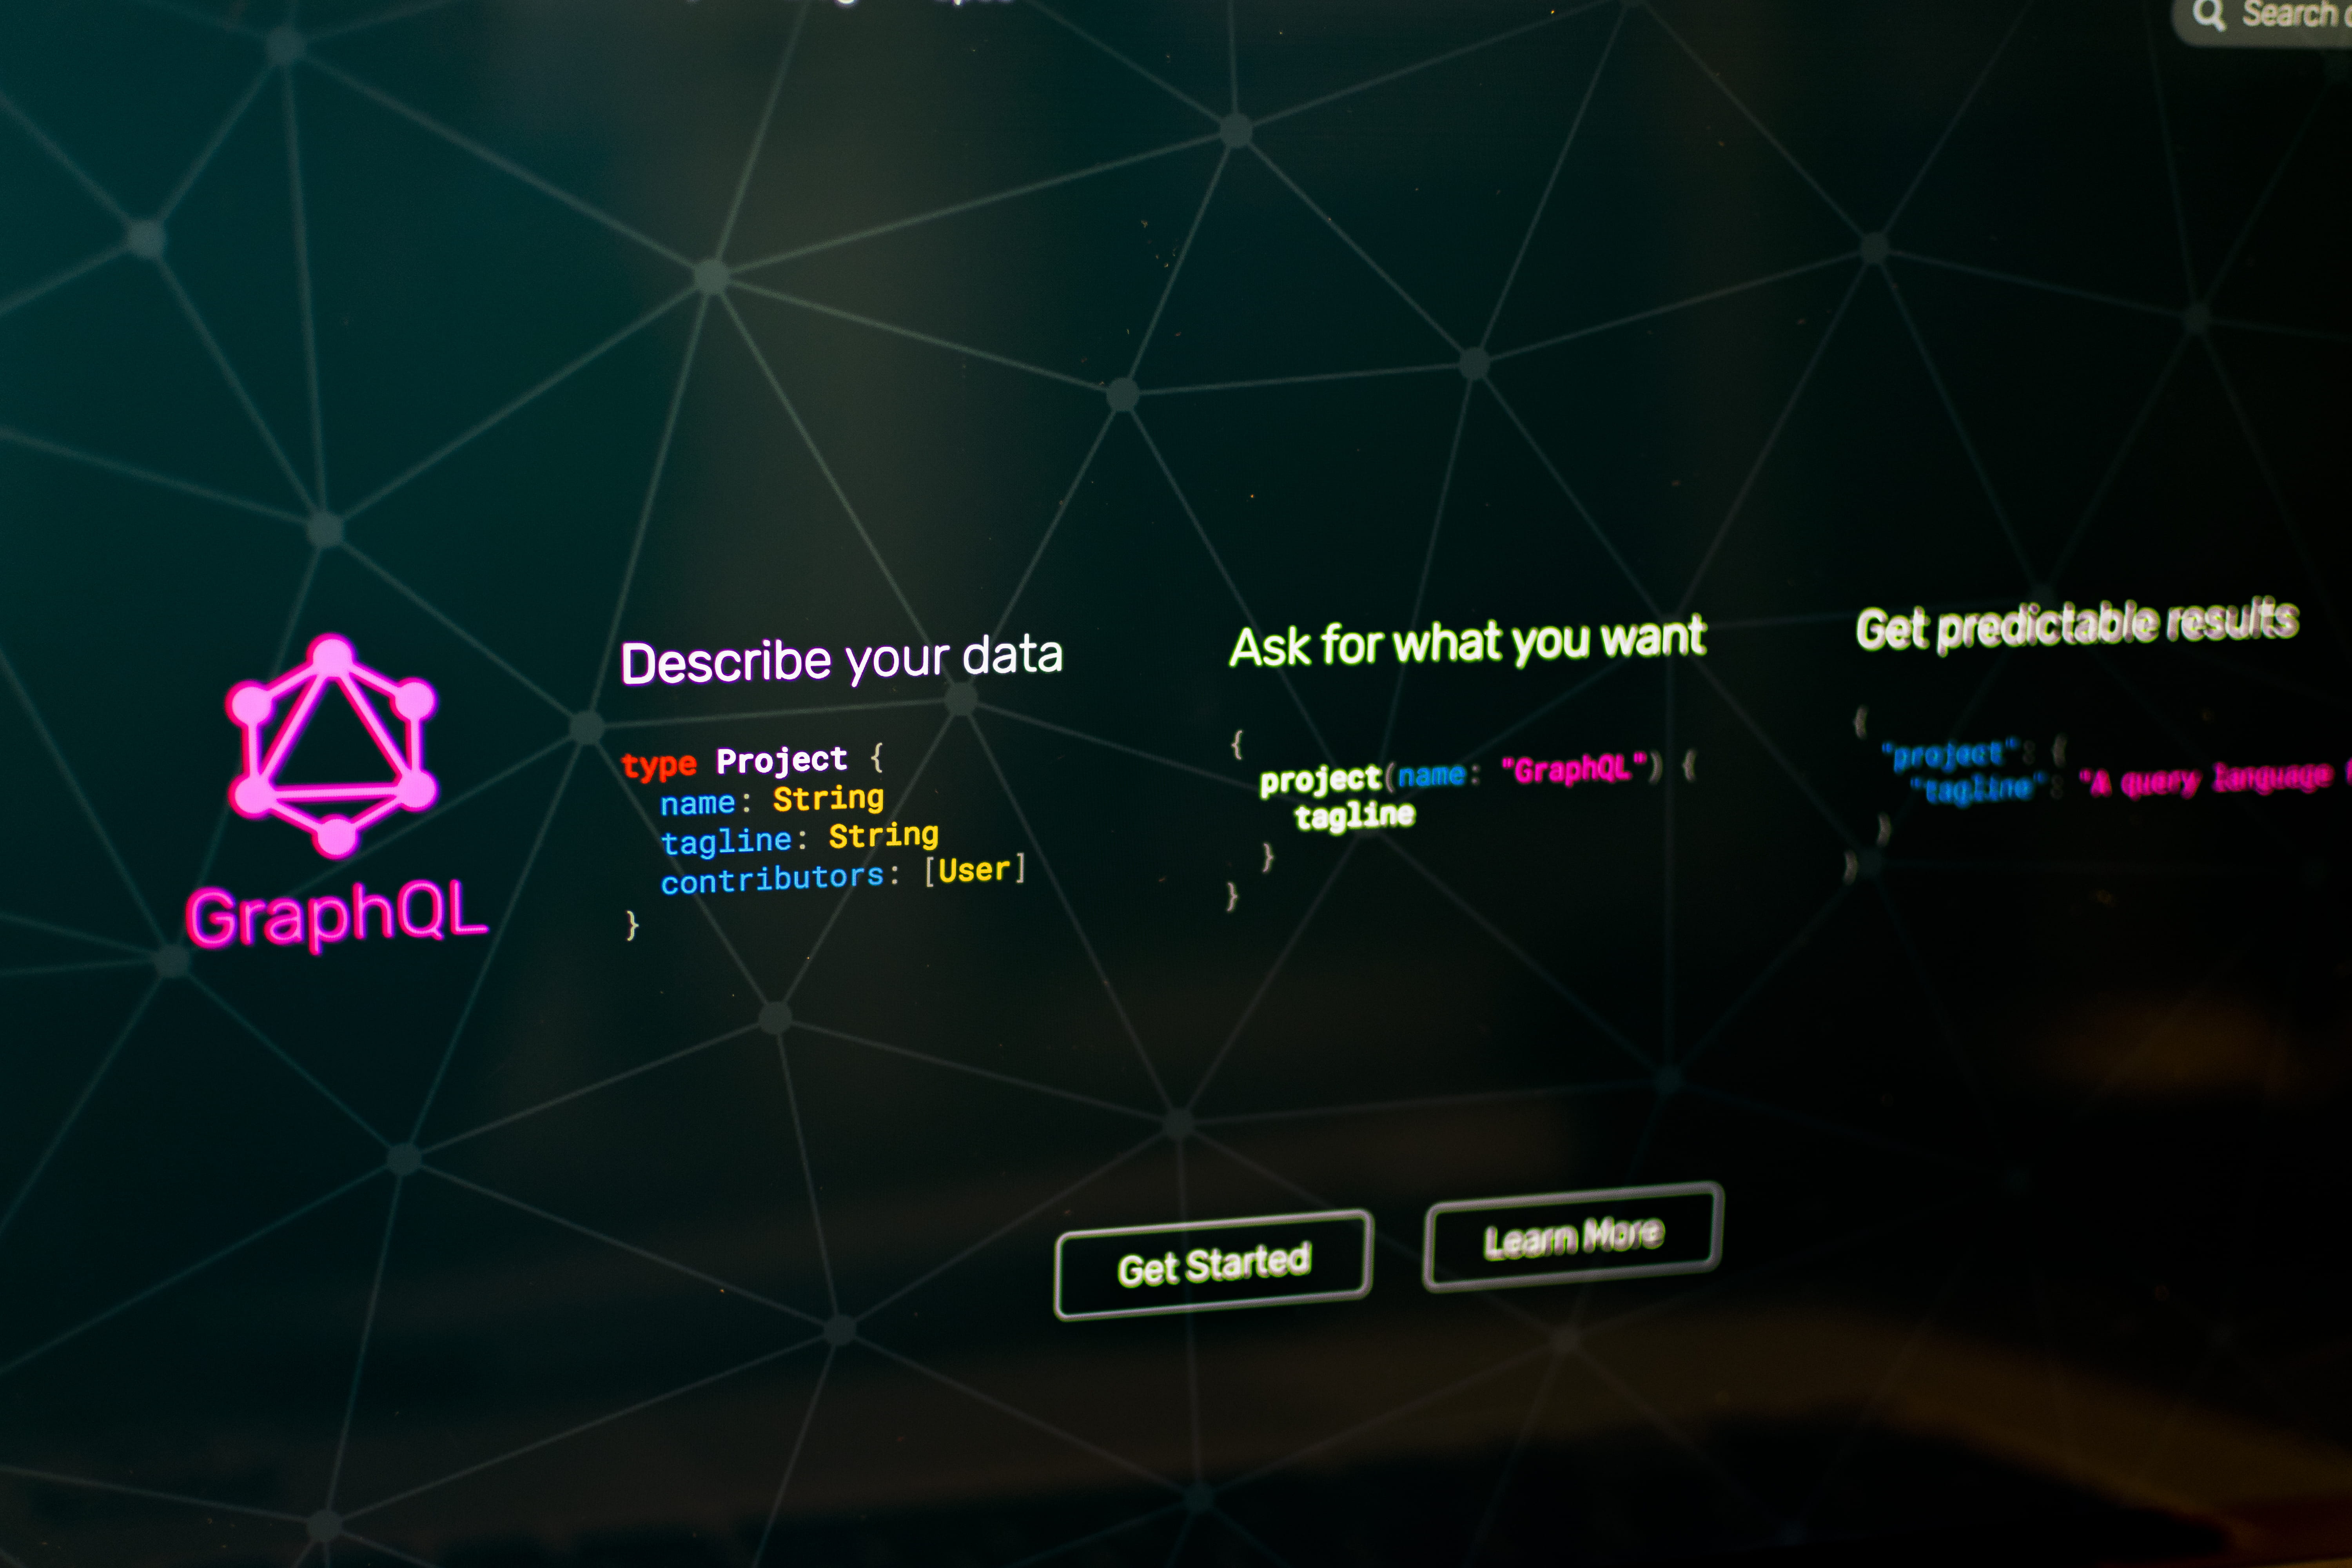 Search
GraphQL
Describe your data
type Project {
name: String
tagline: String
contributors: [User]
}
Ask for what you want
{
project(name: "GraphQL") {
tagline
}
}
Get predictable results
{
"project": {
"tagline": "A query language
}
}
Get Started
Learn More